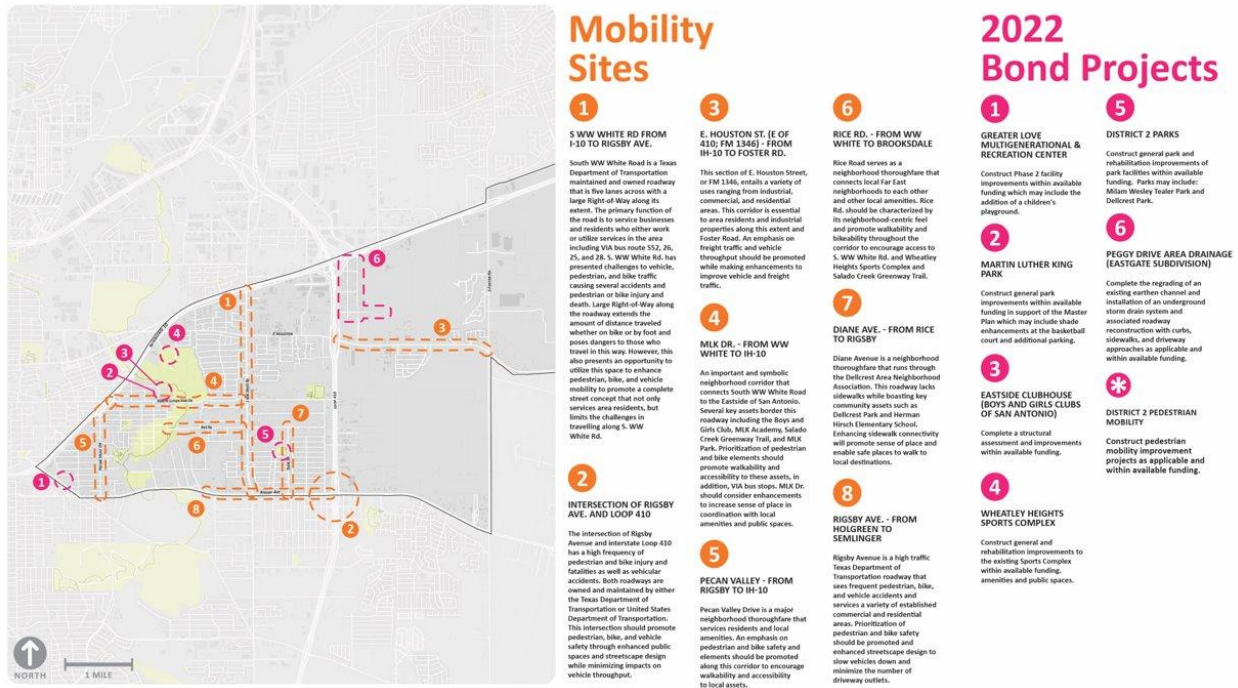 Mobility
Sites
1
S WW WHITE RD FROM
I-10 TO RIGSBY AVE.
South WW White Road is a Texas
Department of Transportation
maintained and owned roadway
that is five lanes across with a
large Right-of-Way along its
extent. The primary function of
the road is to service businesses
and residents who either work
or utilize services in the area
including VIA bus route 552, 26,
25, and 28. S. WW White Rd. has
presented challenges to vehicle,
pedestrian, and bike traffic
causing several accidents and
pedestrian or bike injury and
death. Large Right-of-Way along
the roadway extends the
amount of distance traveled
whether on bike or by foot and
poses dangers to those who
travel in this way. However, this
also presents an opportunity to
utilize this space to enhance
pedestrian, bike, and vehicle
mobility to promote a complete
street concept that not only
services area residents, but
limits the challenges in
travelling along S. WW
White Rd.
2
INTERSECTION OF RIGSBY
AVE. AND LOOP 410
The intersection of Rigsby
Avenue and interstate Loop 410
has a high frequency of
pedestrian and bike injury and
fatalities as well as vehicular
accidents. Both roadways are
owned and maintained by either
the Texas Department of
Transportation or United States
Department of Transportation.
This intersection should promote
pedestrian, bike, and vehicle
safety through enhanced public
spaces and streetscape design
while minimizing impacts on
vehicle throughput.
3
E. HOUSTON ST. (E OF
410; FM 1346) - FROM
IH-10 TO FOSTER RD.
This section of E. Houston Street,
or FM 1346, entails a variety of
uses ranging from industrial,
commercial, and residential
areas. This corridor is essential
to area residents and industrial
properties along this extent and
Foster Road. An emphasis on
freight traffic and vehicle
throughput should be promoted
while making enhancements to
improve vehicle and freight
traffic.
4
MLK DR. - FROM WW
WHITE TO IH-10
An important and symbolic
neighborhood corridor that
connects South WW White Road
to the Eastside of San Antonio.
Several key assets border this
roadway including the Boys and
Girls Club, MLK Academy, Salado
Creek Greenway Trail, and MLK
Park. Prioritization of pedestrian
and bike elements should
promote walkability and
accessibility to these assets, in
addition, VIA bus stops. MLK Dr.
should consider enhancements
to increase sense of place in
coordination with local
amenities and public spaces.
5
PECAN VALLEY - FROM
RIGSBY TO IH-10
Pecan Valley Drive is a major
neighborhood thoroughfare that
services residents and local
amenities. An emphasis on
pedestrian and bike safety and
elements should be promoted
along this corridor to encourage
walkability and accessibility
to local assets.
6
RICE RD. - FROM WW
WHITE TO BROOKSDALE
Rice Road serves as a
neighborhood thoroughfare that
connects local Far East
neighborhoods to each other
and other local amenities. Rice
Rd. should be characterized by
its neighborhood-centric feel
and promote walkability and
bikeability throughout the
corridor to encourage access to
S. WW White Rd. and Wheatley
Heights Sports Complex and
Salado Creek Greenway Trail.
7
DIANE AVE. - FROM RICE
TO RIGSBY
Diane Avenue is a neighborhood
thoroughfare that runs through
the Dellcrest Area Neighborhood
Association. This roadway lacks
sidewalks while boasting key
community assets such as
Dellcrest Park and Herman
Hirsch Elementary School.
Enhancing sidewalk connectivity
will promote sense of place and
enable safe places to walk to
local destinations.
8
RIGSBY AVE. - FROM
HOLGREEN TO
SEMLINGER
Rigsby Avenue is a high traffic
Texas Department of
Transportation roadway that
sees frequent pedestrian, bike,
and vehicle accidents and
services a variety of established
commercial and residential
areas. Prioritization of
pedestrian and bike safety
should be promoted and
enhanced streetscape design to
slow vehicles down and
minimize the number of
driveway outlets.
2022
Bond Projects
1
GREATER LOVE
MULTIGENERATIONAL &
RECREATION CENTER
Construct Phase 2 facility
improvements within available
funding which may include the
addition of a children's
playground.
2
MARTIN LUTHER KING
PARK
Construct general park
improvements within available
funding in support of the Master
Plan which may include shade
enhancements at the basketball
court and additional parking.
3
EASTSIDE CLUBHOUSE
(BOYS AND GIRLS CLUBS
OF SAN ANTONIO)
Complete a structural
assessment and improvements
within available funding.
4
WHEATLEY HEIGHTS
SPORTS COMPLEX
Construct general and
rehabilitation improvements to
the existing Sports Complex
within available funding,
amenities and public spaces.
5
DISTRICT 2 PARKS
Construct general park and
rehabilitation improvements of
park facilities within available
funding. Parks may include:
Milam Wesley Tealer Park and
Dellcrest Park.
6
PEGGY DRIVE AREA DRAINAGE
(EASTGATE SUBDIVISION)
Complete the regrading of an
existing earthen channel and
installation of an underground
storm drain system and
associated roadway
reconstruction with curbs,
sidewalks, and driveway
approaches as applicable and
within available funding.
*
DISTRICT 2 PEDESTRIAN
MOBILITY
Construct pedestrian
mobility improvement
projects as applicable and
within available funding.
6
1
3
4
3
2
4
7
5
6
5
1
8
2
E Houston
Rigsby Ave
NORTH
1 MILE